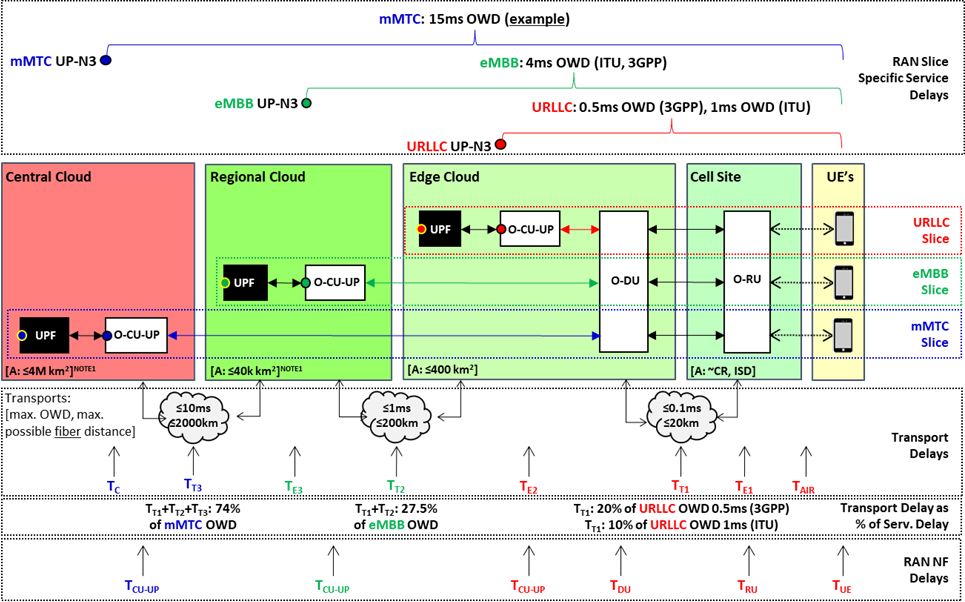 mMTC: 15ms OWD (example)
mMTC UP-N3
eMBB: 4ms OWD (ITU, 3GPP)
RAN Slice
Specific Service
Delays
eMBB UP-N3
URLLC: 0.5ms OWD (3GPP), 1ms OWD (ITU)
URLLC UP-N3
Central Cloud
Regional Cloud
Edge Cloud
Cell Site
UE's
UPF
O-CU-UP
URLLC
Slice
UPF
O-CU-UP
O-DU
O-RU
eMBB
Slice
UPF
O-CU-UP
mMTC
Slice
[A: ≤4M km²]NOTE1
[A: ≤40k km²]NOTE1
[A: ≤400 km²]
[A: ~CR, ISD]
Transports:
[max. OWD, max.
possible fiber distance]
≤10ms
≤2000km
≤1ms
≤200km
≤0.1ms
≤20km
Transport
Delays
TC
TT3
TE3
TT2
TE2
TT1
TE1
TAIR
TT1+TT2+TT3: 74%
of mMTC OWD
TT1+TT2: 27.5%
of eMBB OWD
TT1: 20% of URLLC OWD 0.5ms (3GPP)
TT1: 10% of URLLC OWD 1ms (ITU)
Transport Delay as
% of Serv. Delay
RAN NF
Delays
TCU-UP
TCU-UP
TCU-UP
TDU
TRU
TUE